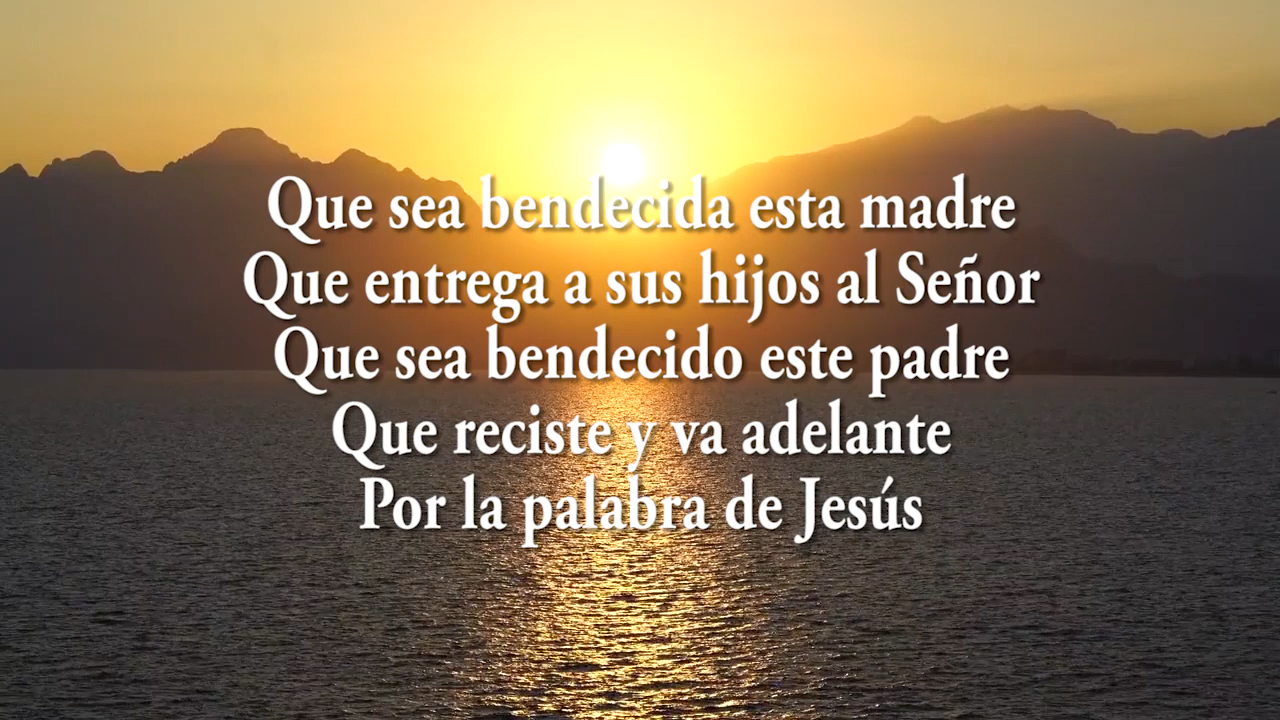 Que sea bendecida esta madre
Que entrega a sus hijos al Señor
Que sea bendecido este padre
Que reciste y va adelante
Por la palabra de Jesús